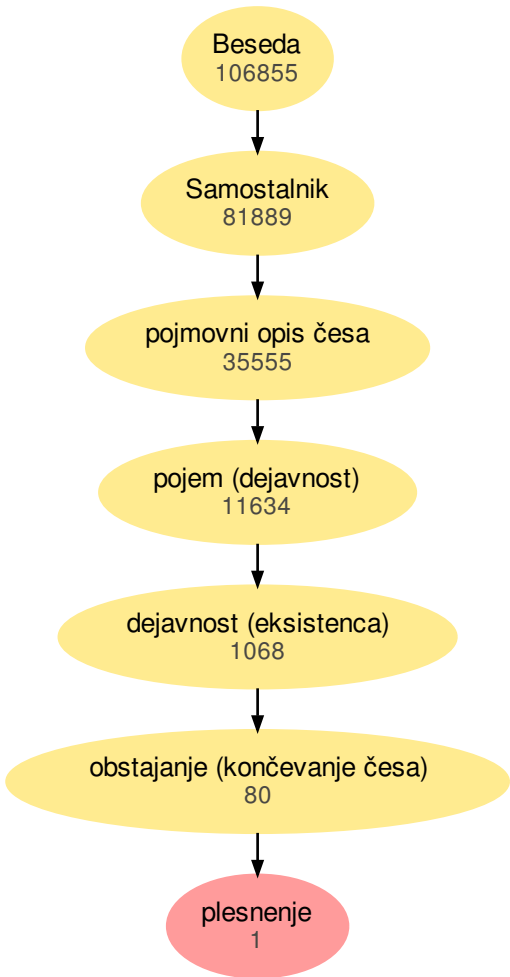 Beseda
106855
Samostalnik
81889
pojmovni opis česa
35555
pojem (dejavnost)
11634
dejavnost (eksistenca)
1068
obstajanje (končevanje česa)
80
plesnenje
1